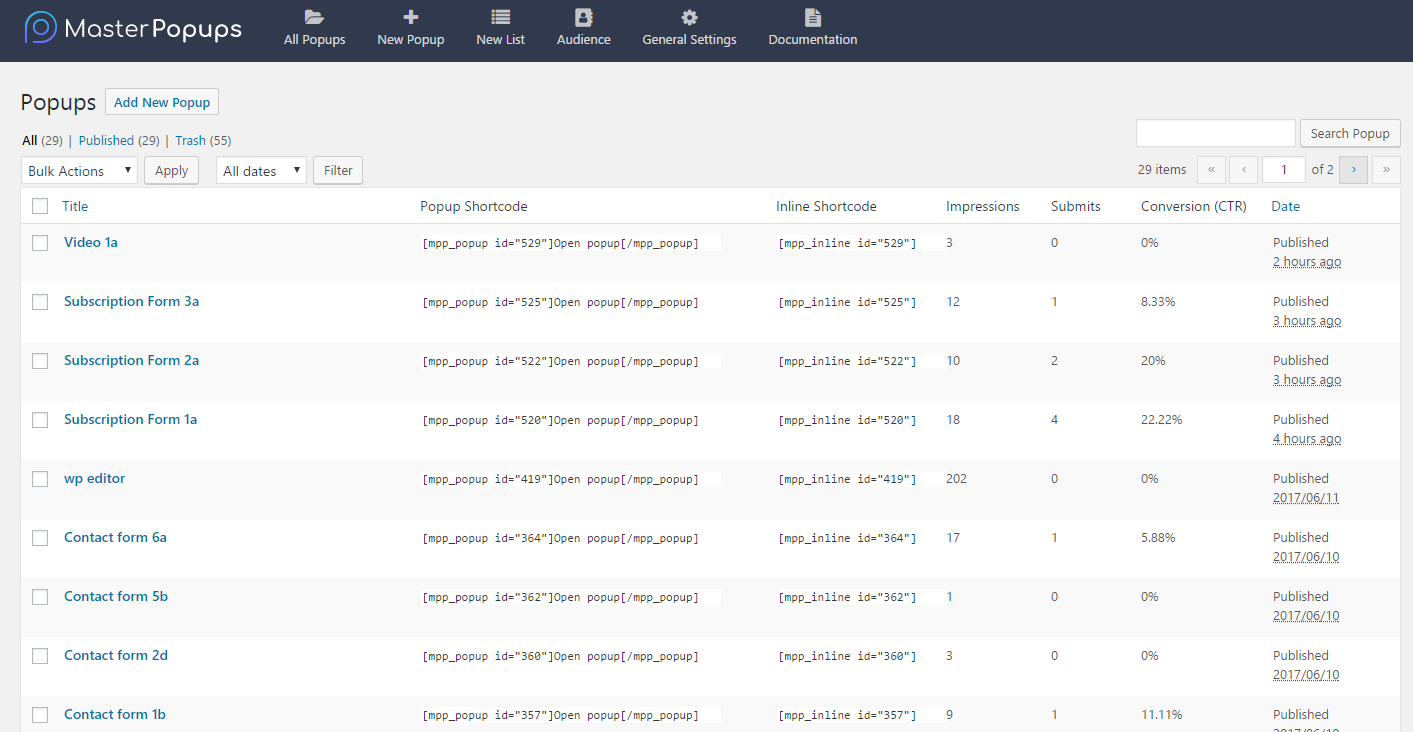 MasterPopups
All Popups New Popup New List Audience General Settings Documentation
Popups Add New Popup
All (29) | Published (29) | Trash (55)
Search Popup
Bulk Actions Apply All dates Filter
29 items « ‹ 1 of 2 › »
Title Popup Shortcode Inline Shortcode Impressions Submits Conversion (CTR) Date
Video 1a [mpp_popup id="529"]Open popup[/mpp_popup] [mpp_inline id="529"] 3 0 0% Published
2 hours ago
Subscription Form 3a [mpp_popup id="525"]Open popup[/mpp_popup] [mpp_inline id="525"] 12 1 8.33% Published
3 hours ago
Subscription Form 2a [mpp_popup id="522"]Open popup[/mpp_popup] [mpp_inline id="522"] 10 2 20% Published
3 hours ago
Subscription Form 1a [mpp_popup id="520"]Open popup[/mpp_popup] [mpp_inline id="520"] 18 4 22.22% Published
4 hours ago
wp editor [mpp_popup id="419"]Open popup[/mpp_popup] [mpp_inline id="419"] 202 0 0% Published
2017/06/11
Contact form 6a [mpp_popup id="364"]Open popup[/mpp_popup] [mpp_inline id="364"] 17 1 5.88% Published
2017/06/10
Contact form 5b [mpp_popup id="362"]Open popup[/mpp_popup] [mpp_inline id="362"] 1 0 0% Published
2017/06/10
Contact form 2d [mpp_popup id="360"]Open popup[/mpp_popup] [mpp_inline id="360"] 3 0 0% Published
2017/06/10
Contact form 1b [mpp_popup id="357"]Open popup[/mpp_popup] [mpp_inline id="357"] 9 1 11.11% Published